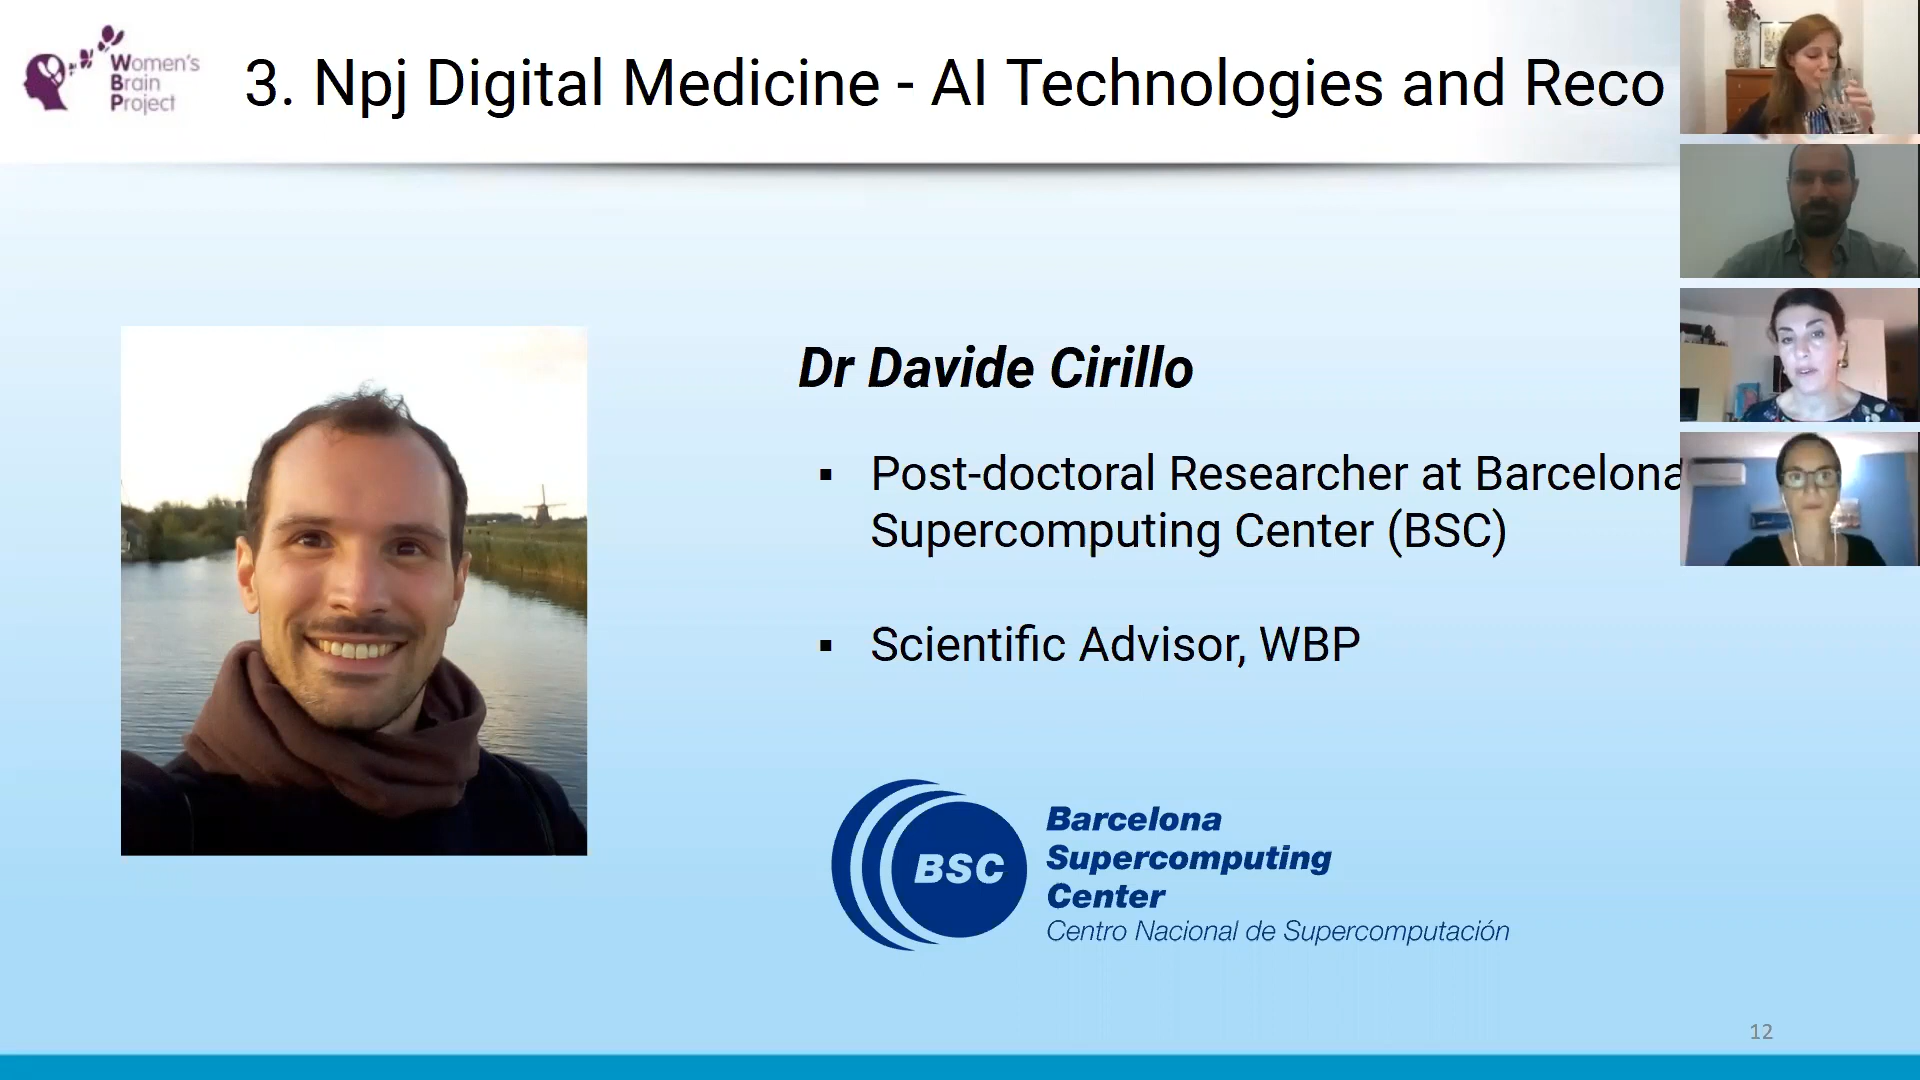 Women's
Brain
Project
3. Npj Digital Medicine - AI Technologies and Reco
Dr Davide Cirillo
▪ Post-doctoral Researcher at Barcelona
Supercomputing Center (BSC)
▪ Scientific Advisor, WBP
BSC
Barcelona
Supercomputing
Center
Centro Nacional de Supercomputación
12